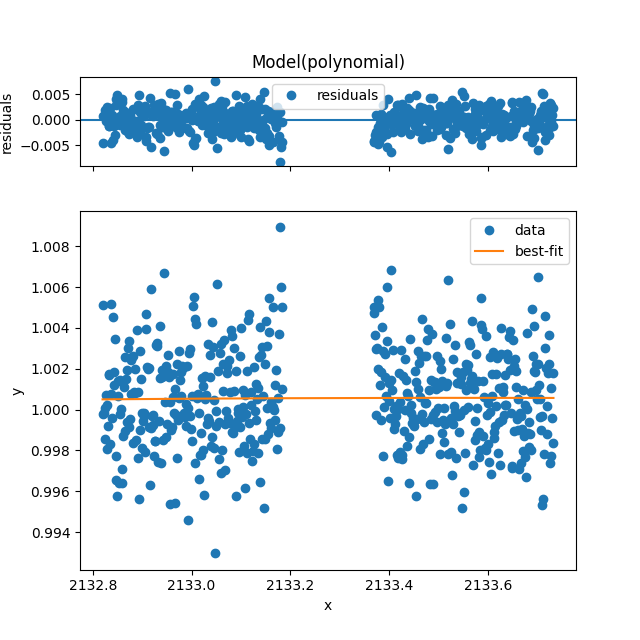 Model(polynomial)
residuals
0.005
0.000
−0.005
residuals
y
1.008
1.006
1.004
1.002
1.000
0.998
0.996
0.994
data
best-fit
2132.8
2133.0
2133.2
2133.4
2133.6
x